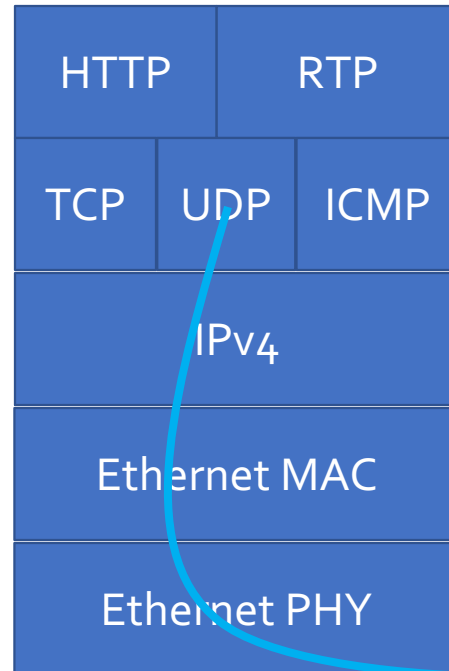 HTTP RTP
TCP UDP ICMP
IPv4
Ethernet MAC
Ethernet PHY